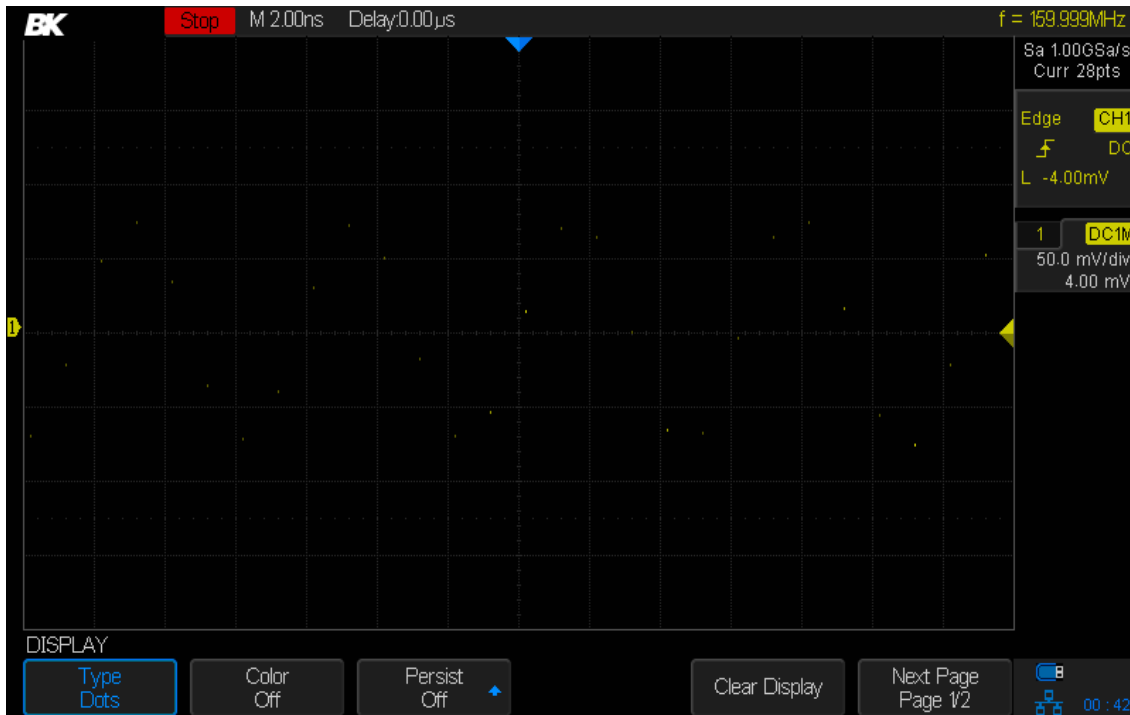 BK Stop M 2.00ns Delay:0.00µs f = 159.999MHz
Sa 1.00GSa/s
Curr 28pts
Edge CH1
DC
L -4.00mV
1 DC1M
50.0 mV/div
4.00 mV
1
DISPLAY
Type
Dots
Color
Off
Persist
Off
Clear Display
Next Page
Page 1/2
00:42